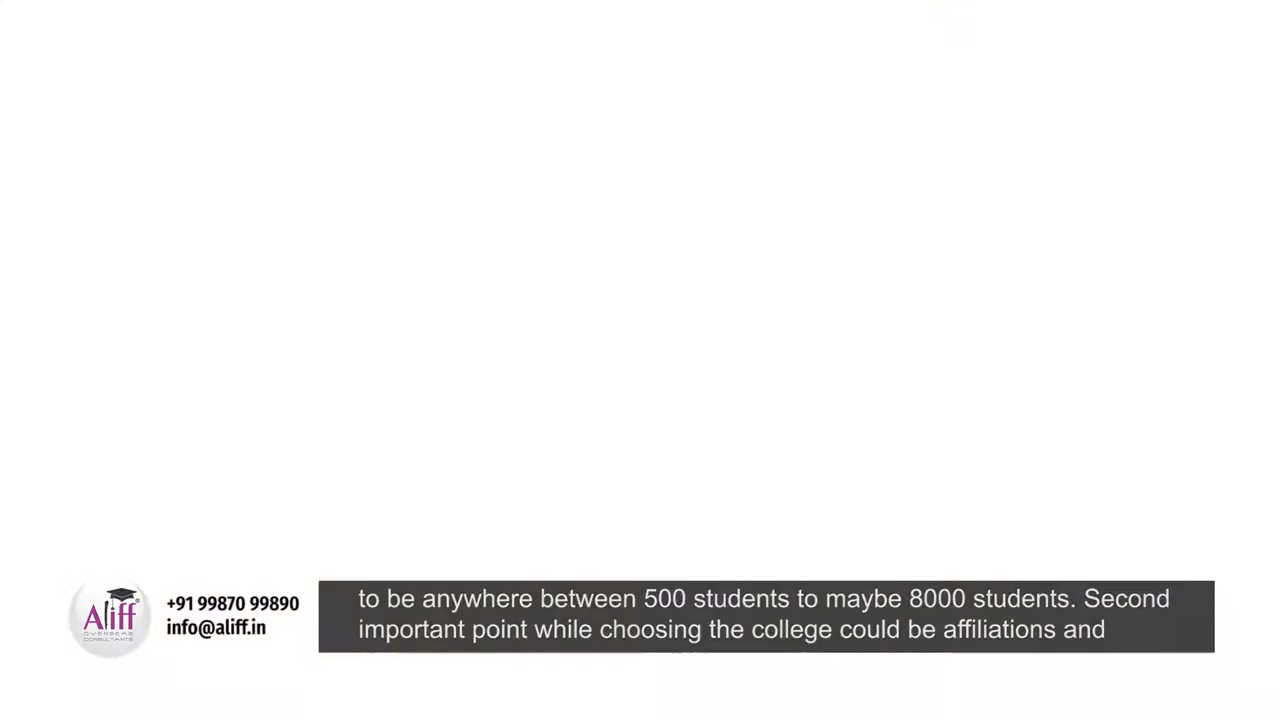 Aliff
OVERSEAS
CONSULTANTS
+91 99870 99890
info@aliff.in
to be anywhere between 500 students to maybe 8000 students. Second
important point while choosing the college could be affiliations and